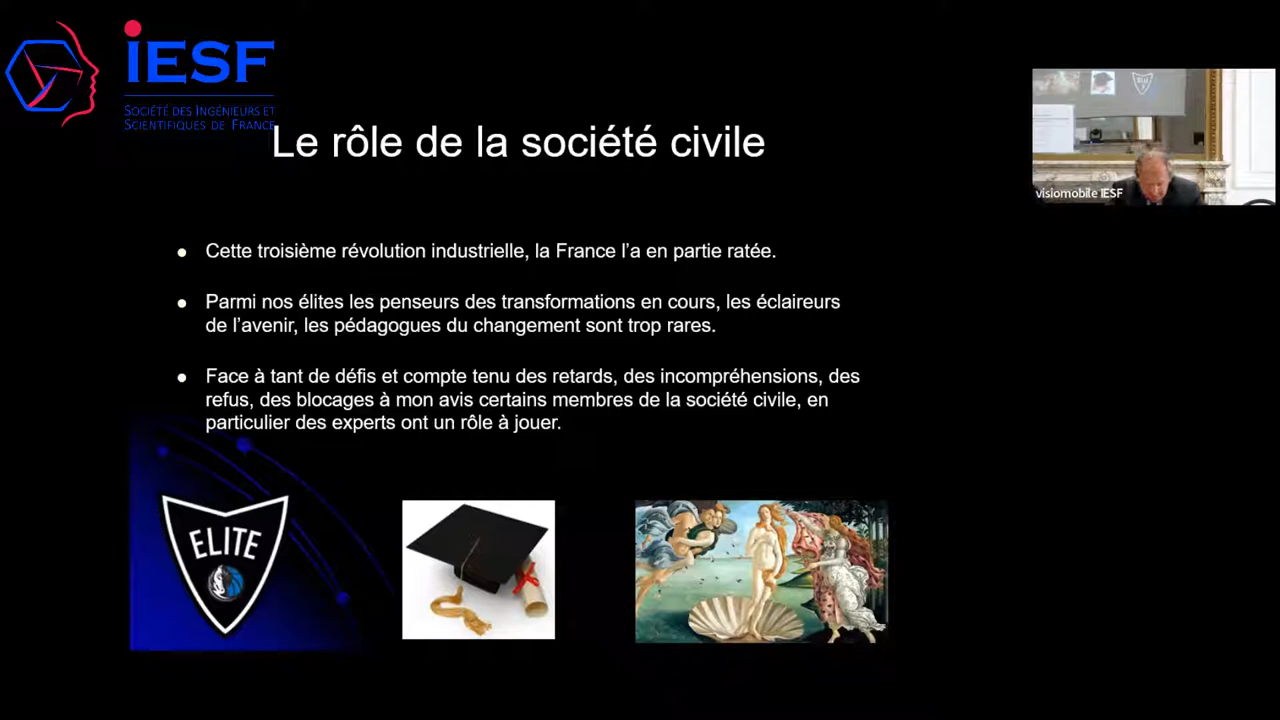 iESF
SOCIÉTÉ DES INGÉNIEURS ET
SCIENTIFIQUES DE FRANCE
Le rôle de la société civile
visiomobile IESF
● Cette troisième révolution industrielle, la France l’a en partie ratée.
● Parmi nos élites les penseurs des transformations en cours, les éclaireurs
de l’avenir, les pédagogues du changement sont trop rares.
● Face à tant de défis et compte tenu des retards, des incompréhensions, des
refus, des blocages à mon avis certains membres de la société civile, en
particulier des experts ont un rôle à jouer.
ELITE